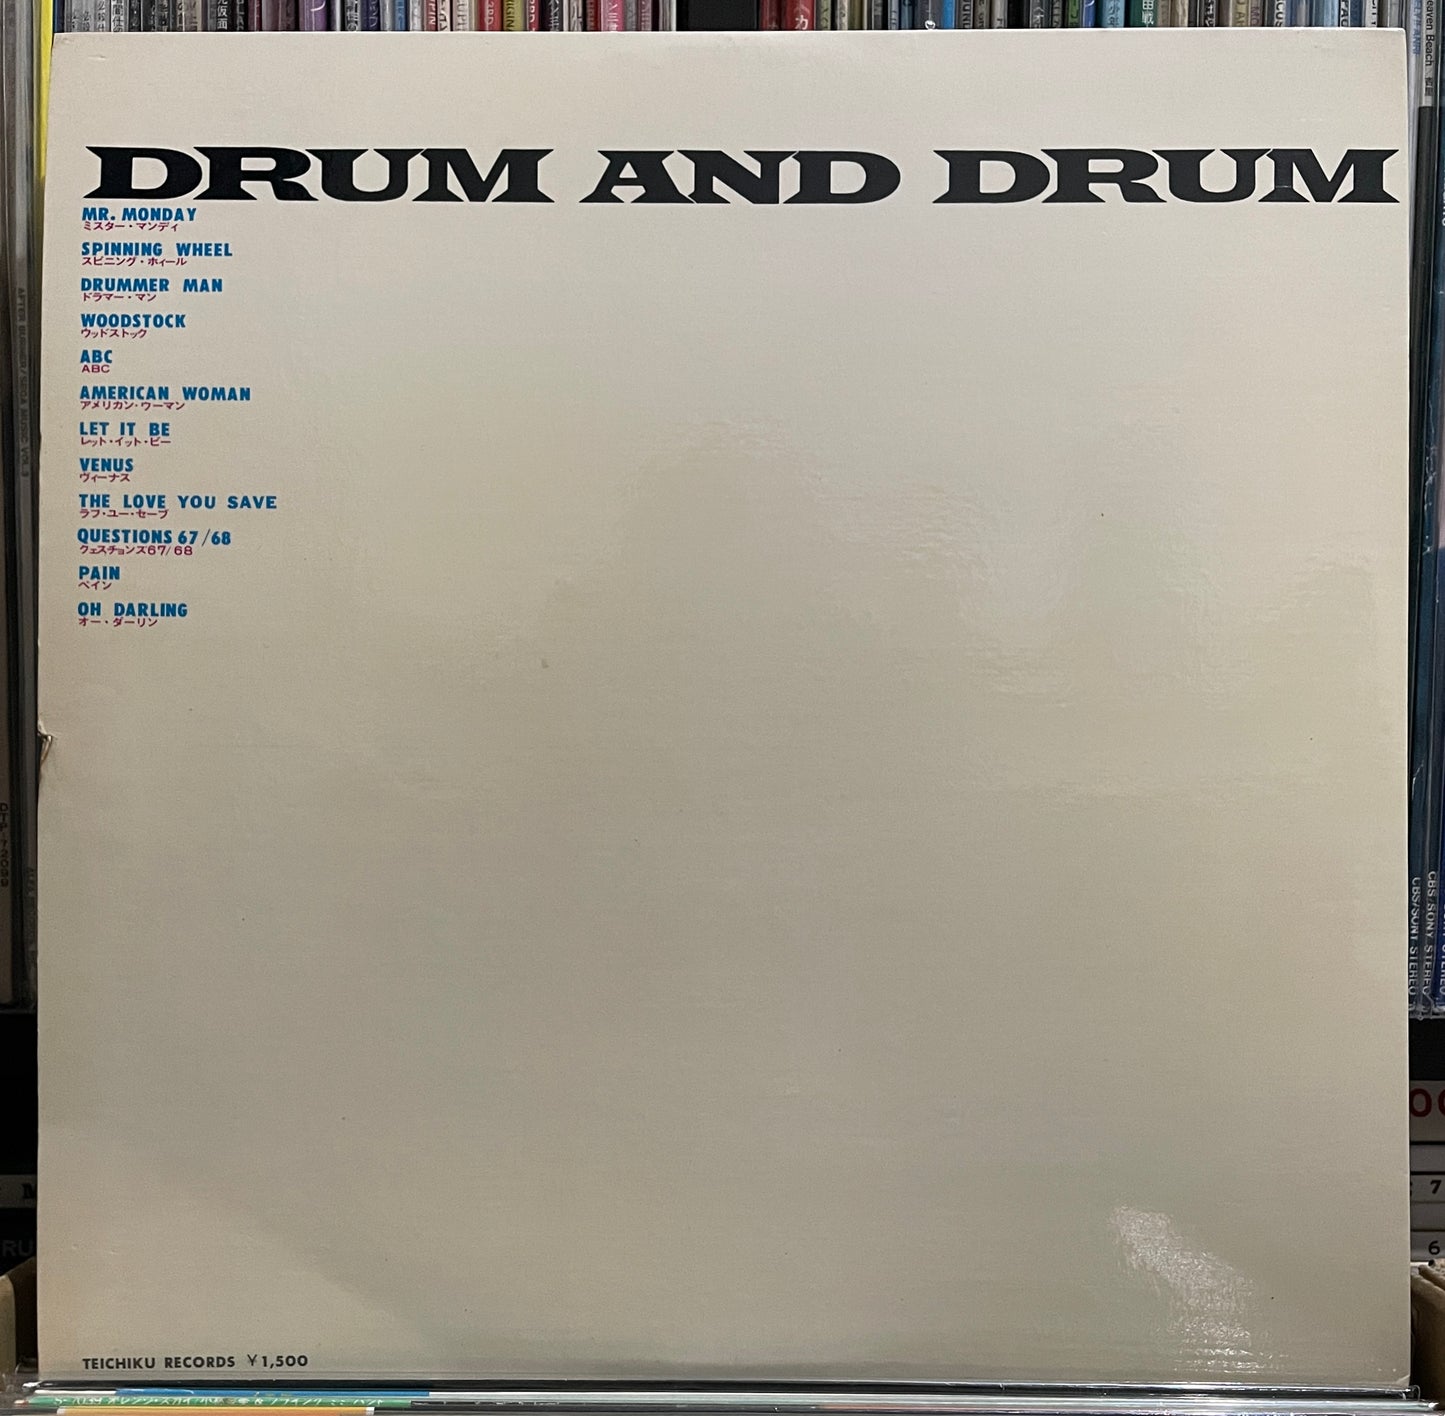 DRUM AND DRUM
MR. MONDAY
ミスター・マンディ
SPINNING WHEEL
スピニング・ホィール
DRUMMER MAN
ドラマー・マン
WOODSTOCK
ウッドストック
ABC
ABC
AMERICAN WOMAN
アメリカン・ウーマン
LET IT BE
レット・イット・ビー
VENUS
ヴィーナス
THE LOVE YOU SAVE
ラフ・ユー・セーブ
QUESTIONS 67/68
クェスチョンズ67/68
PAIN
ペイン
OH DARLING
オー・ダーリン
TEICHIKU RECORDS ¥1,500